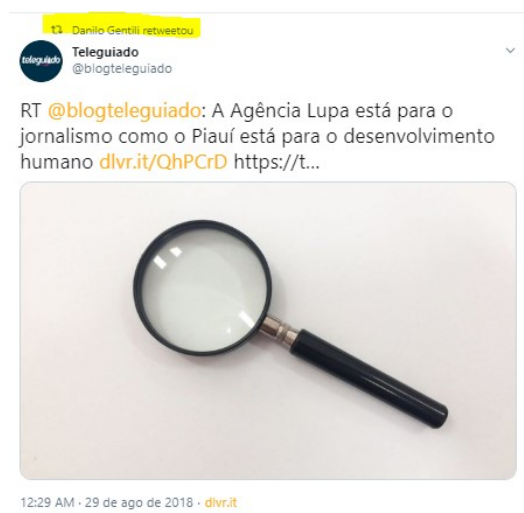 Danilo Gentili retweetou
teleguiado
Teleguiado
@blogteleguiado
RT @blogteleguiado: A Agência Lupa está para o
jornalismo como o Piauí está para o desenvolvimento
humano dlvr.it/QhPCrD https://t...
12:29 AM · 29 de ago de 2018 · dlvr.it